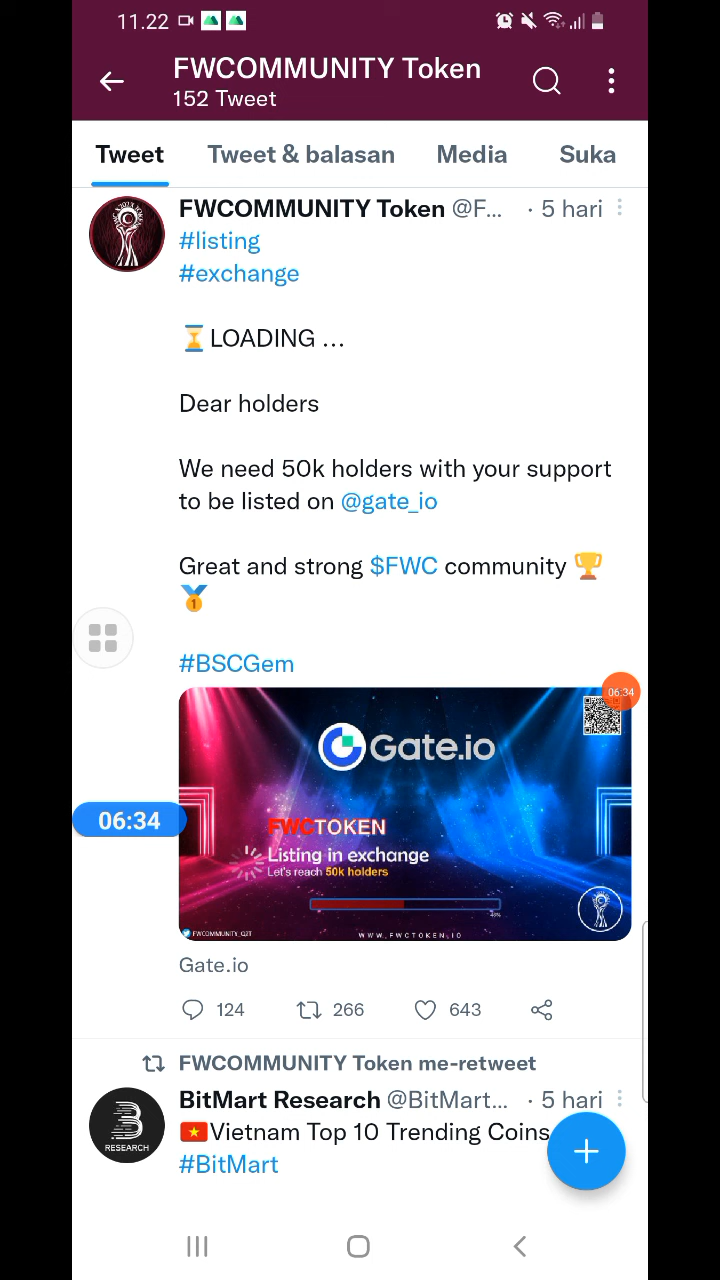 11.22
FWCOMMUNITY Token
152 Tweet
Tweet
Tweet & balasan
Media
Suka
FWCOMMUNITY Token @F... · 5 hari
#listing
#exchange
LOADING ...
Dear holders
We need 50k holders with your support
to be listed on @gate_io
Great and strong $FWC community
#BSCGem
06:34
Gate.io
06:34
FWCTOKEN
Listing in exchange
Let's reach 50k holders
FWCOMMUNITY_Q2T
WWW.FWCTOKEN.IO
Gate.io
124
266
643
FWCOMMUNITY Token me-retweet
BitMart Research @BitMart... · 5 hari
RESEARCH
Vietnam Top 10 Trending Coins
#BitMart